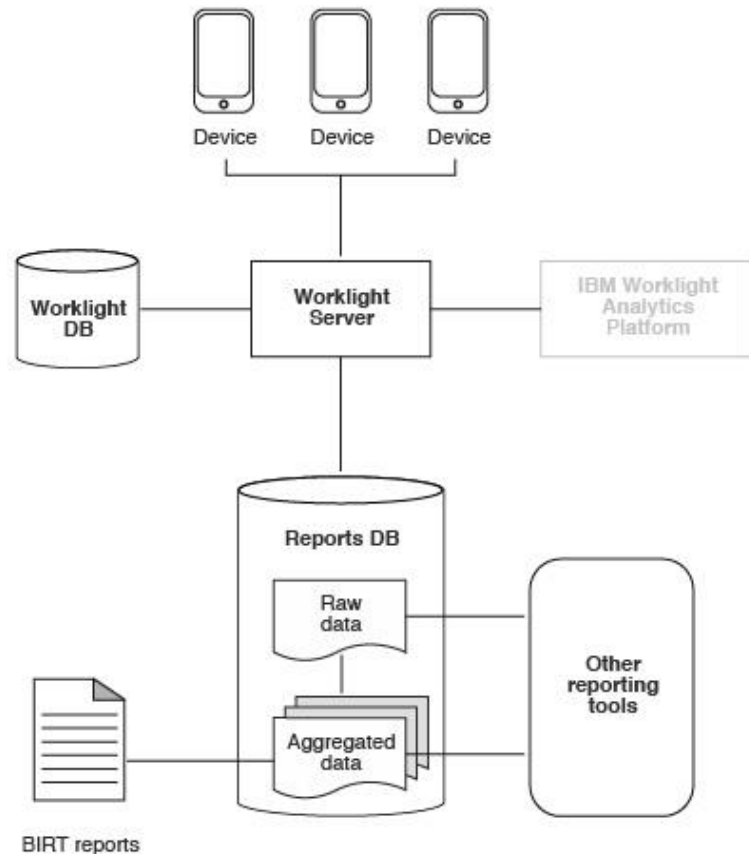 Device
Device
Device
Worklight
DB
Worklight
Server
IBM Worklight
Analytics
Platform
Reports DB
Raw
data
Other
reporting
tools
Aggregated
data
BIRT reports